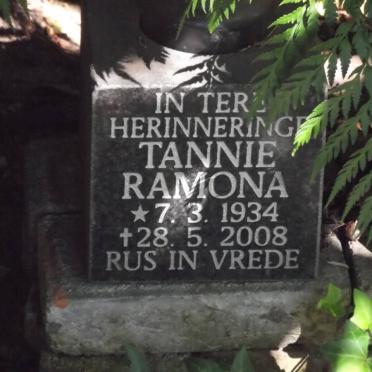 IN TERE
HERINNERINGE
TANNIE
RAMONA
★ 7. 3. 1934
✝ 28. 5. 2008
RUS IN VREDE